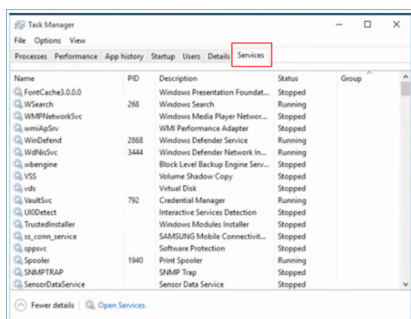 Task Manager
File Options View
Processes Performance App history Startup Users Details Services
Name PID Description Status Group
FontCache3.0.0.0 Windows Presentation Foundat... Stopped
WSearch 268 Windows Search Running
WMPNetworkSvc Windows Media Player Networ... Stopped
wmiApSrv WMI Performance Adapter Stopped
WinDefend 2868 Windows Defender Service Running
WdNisSvc 3444 Windows Defender Network In... Running
wbengine Block Level Backup Engine Serv... Stopped
VSS Volume Shadow Copy Stopped
vds Virtual Disk Stopped
VaultSvc 792 Credential Manager Running
UI0Detect Interactive Services Detection Stopped
TrustedInstaller Windows Modules Installer Stopped
ss_conn_service SAMSUNG Mobile Connectivit... Stopped
sppsvc Software Protection Stopped
Spooler 1940 Print Spooler Running
SNMPTRAP SNMP Trap Stopped
SensorDataService Sensor Data Service Stopped
Fewer details Open Services